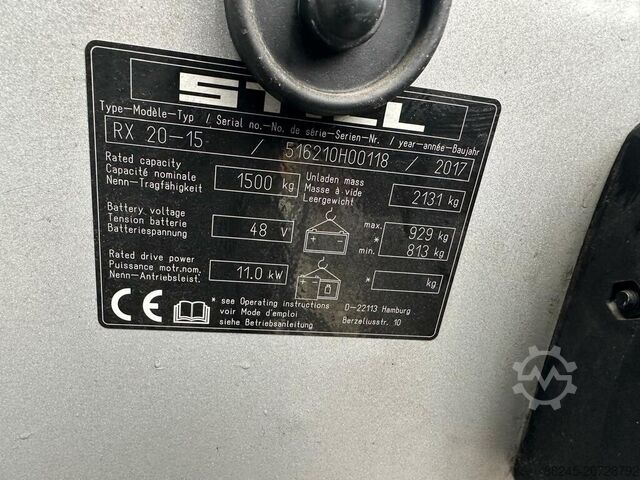 STILL
Type-Modèle-Typ / Serial no.-No. de série-Serien-Nr. / year-année-Baujahr
RX 20-15 / 516210H00118 / 2017
Rated capacity
Capacité nominale
Nenn-Tragfähigkeit
1500 kg
Unladen mass
Masse à vide
Leergewicht
2131 kg
Battery voltage
Tension batterie
Batteriespannung
48 V
max. 929 kg
*
min. 813 kg
Rated drive power
Puissance motr.nom.
Nenn-Antriebsleist.
11.0 kW
* kg
CE
* see Operating instructions
voir Mode d'emploi
siehe Betriebsanleitung
D-22113 Hamburg
Berzeliusstr. 10